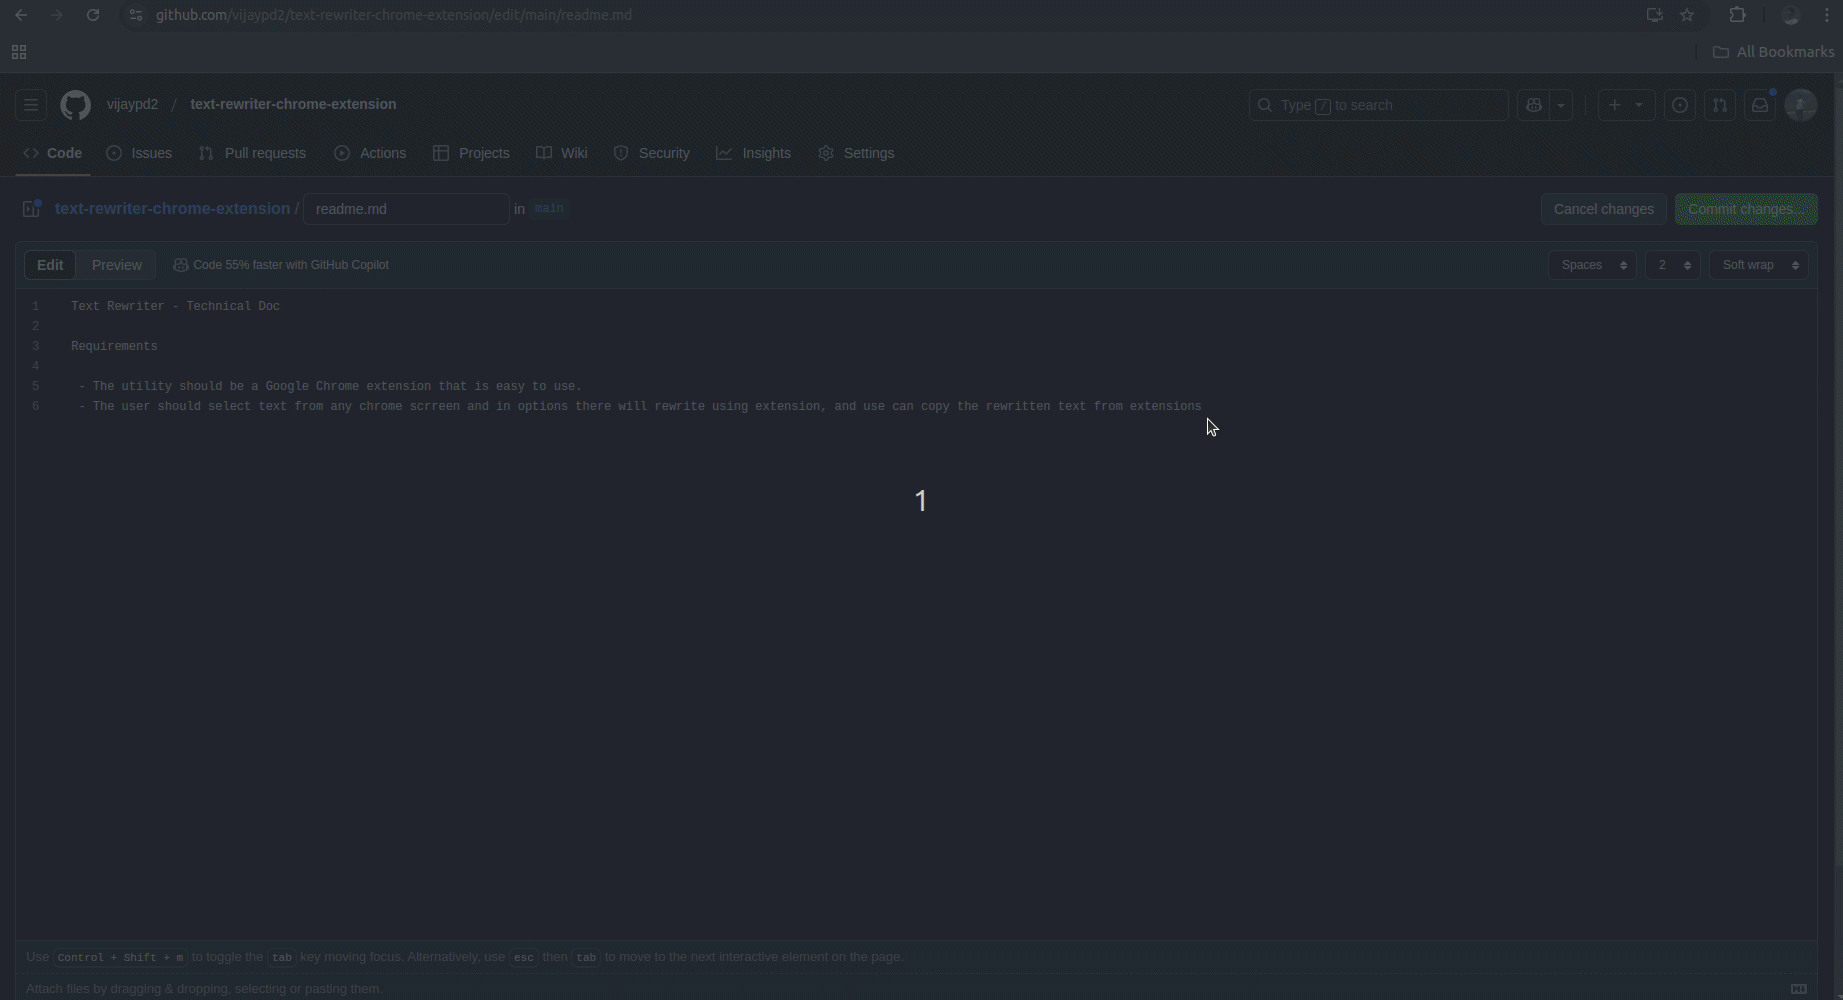 github.com/vijaypd2/text-rewriter-chrome-extension/edit/main/readme.md
All Bookmarks
vijaypd2 / text-rewriter-chrome-extension
Type / to search
Code Issues Pull requests Actions Projects Wiki Security Insights Settings
text-rewriter-chrome-extension / readme.md in main
Cancel changes Commit changes...
Edit Preview Code 55% faster with GitHub Copilot
Spaces 2 Soft wrap
1 Text Rewriter - Technical Doc
2
3 Requirements
4
5 - The utility should be a Google Chrome extension that is easy to use.
6 - The user should select text from any chrome scrreen and in options there will rewrite using extension, and use can copy the rewritten text from extensions
1
Use Control + Shift + m to toggle the tab key moving focus. Alternatively, use esc then tab to move to the next interactive element on the page.
Attach files by dragging & dropping, selecting or pasting them.